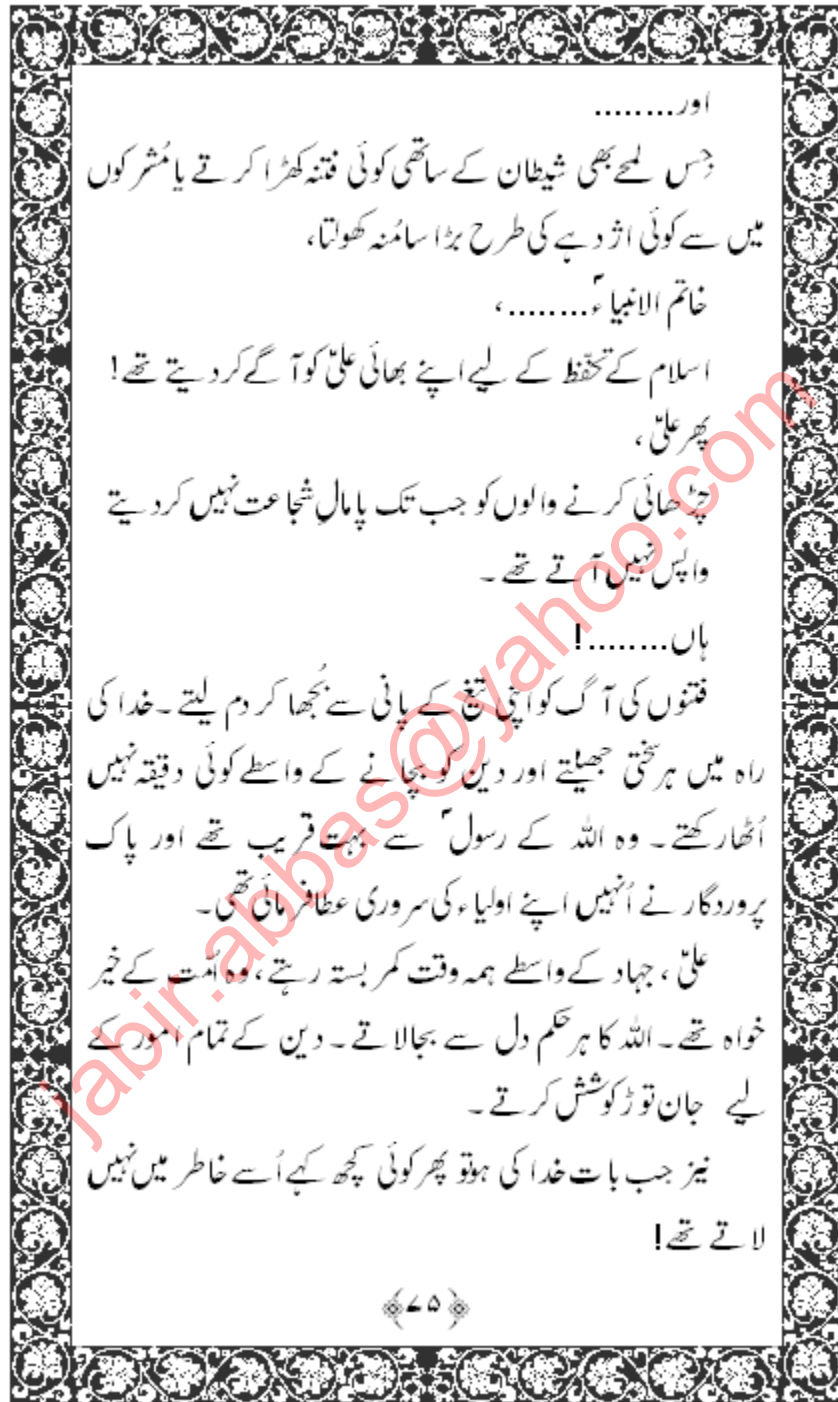 اور.........
جِس لمحے بھی شیطان کے ساتھی کوئی فتنہ کھڑا کرتے یا مُشرکوں
میں سے کوئی اژدہے کی طرح بڑا سا مُنہ کھولتا،
خاتم الانبیاءؐ.........،
اسلام کے تحفّظ کے لیے اپنے بھائی علیؑ کو آگے کر دیتے تھے!
پھر علیؑ ،
چڑھائی کرنے والوں کو جب تک پامالِ شجاعت نہیں کر دیتے
واپس نہیں آتے تھے ۔
ہاں.........!
فتنوں کی آگ کو اپنی تیغ کے پانی سے بُجھا کر دم لیتے ۔ خدا کی
راہ میں ہر سختی جھیلتے اور دین کو بچانے کے واسطے کوئی دقیقہ نہیں
اُٹھا رکھتے ۔ وہ اللہ کے رسولؐ سے بہت قریب تھے اور پاک
پروردگار نے اُنہیں اپنے اولیاء کی سروری عطا فرمائی تھی ۔
علیؑ ، جہاد کے واسطے ہمہ وقت کمر بستہ رہتے ، وہ اُمت کے خیر
خواہ تھے ۔ اللہ کا ہر حکم دل سے بجا لاتے ۔ دین کے تمام امور کے
لیے جان توڑ کوشش کرتے ۔
نیز جب بات خدا کی ہو تو پھر کوئی کچھ کہے اُسے خاطر میں نہیں
لاتے تھے!
﴿۷۵﴾
jabir.abbas@yahoo.com